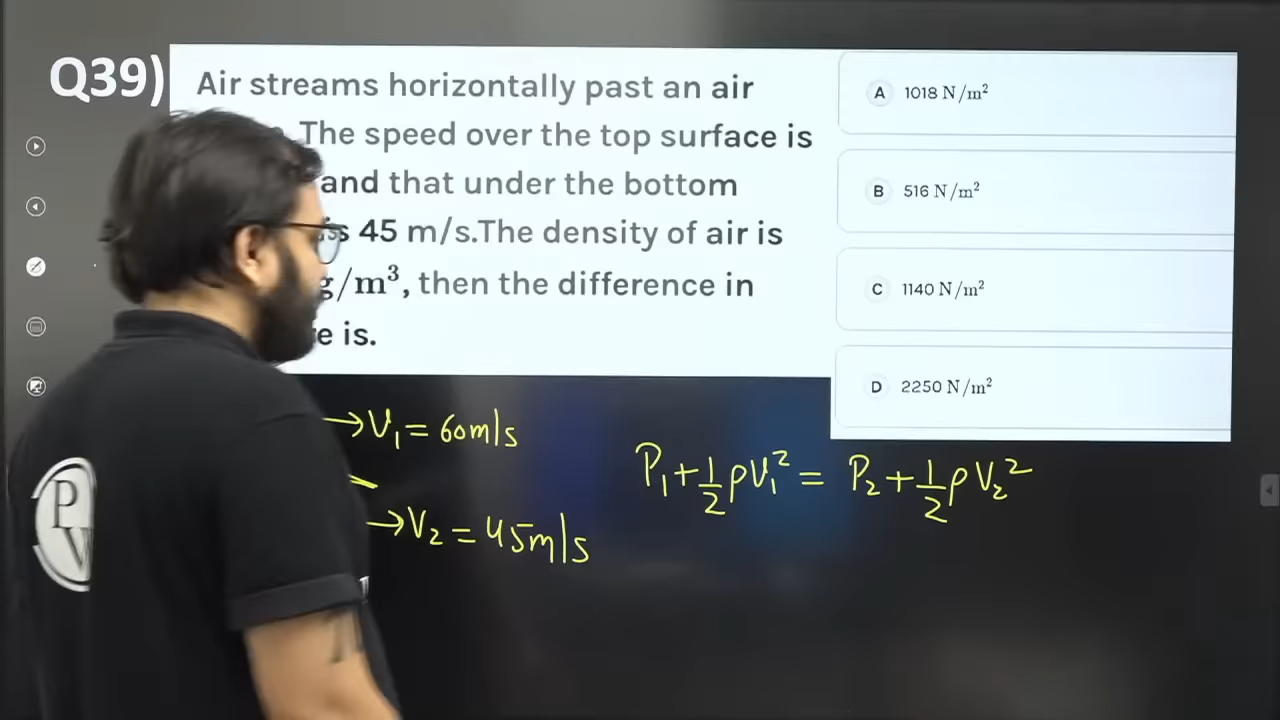 Q39)
Air streams horizontally past an air
The speed over the top surface is
and that under the bottom
is 45 m/s.The density of air is
g/m³, then the difference in
e is.
A 1018 N/m²
B 516 N/m²
C 1140 N/m²
D 2250 N/m²
→V₁ = 60m/s
→V₂ = 45m/s
P₁+½ρV₁² = P₂+½ρV₂²
P
W